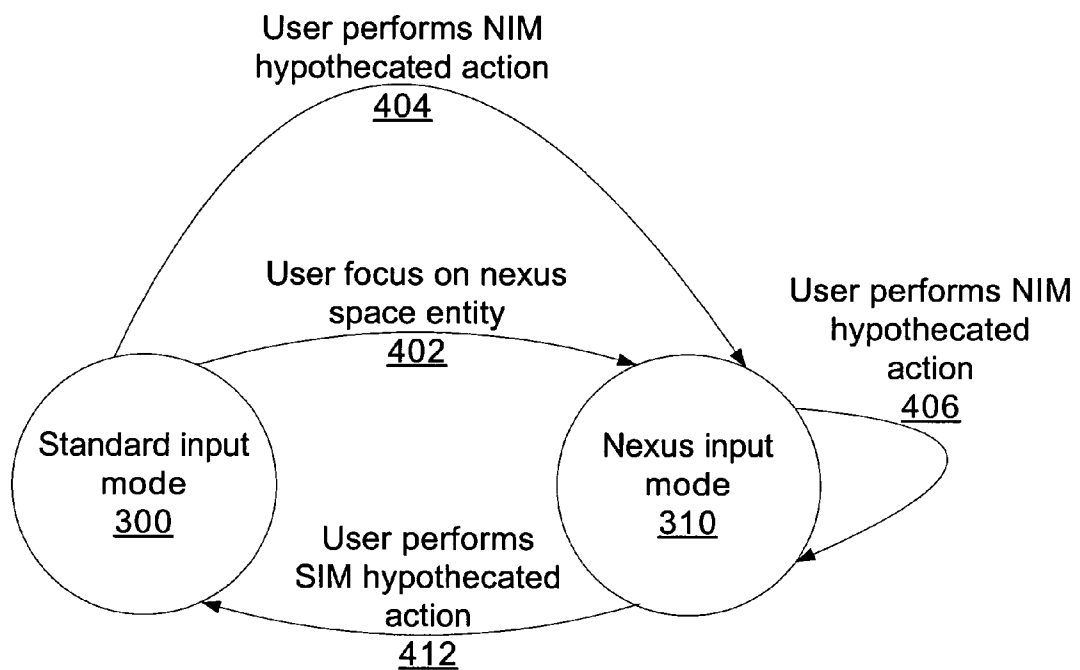 User performs NIM
hypothecated action
404
User focus on nexus
space entity
402
User performs NIM
hypothecated
action
406
Standard input
mode
300
Nexus input
mode
310
User performs
SIM hypothecated
action
412